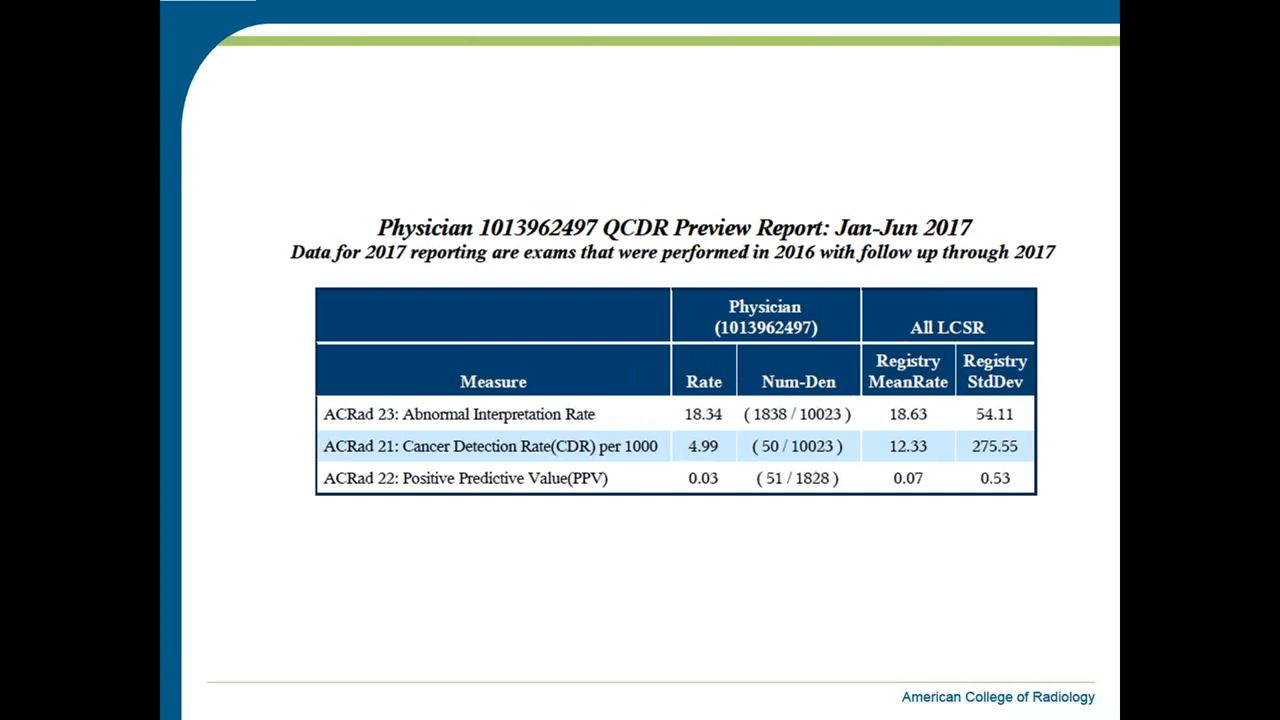 Physician 1013962497 QCDR Preview Report: Jan-Jun 2017
Data for 2017 reporting are exams that were performed in 2016 with follow up through 2017
Physician
(1013962497) All LCSR
Measure Rate Num-Den Registry MeanRate Registry StdDev
ACRad 23: Abnormal Interpretation Rate 18.34 ( 1838 / 10023 ) 18.63 54.11
ACRad 21: Cancer Detection Rate(CDR) per 1000 4.99 ( 50 / 10023 ) 12.33 275.55
ACRad 22: Positive Predictive Value(PPV) 0.03 ( 51 / 1828 ) 0.07 0.53
American College of Radiology